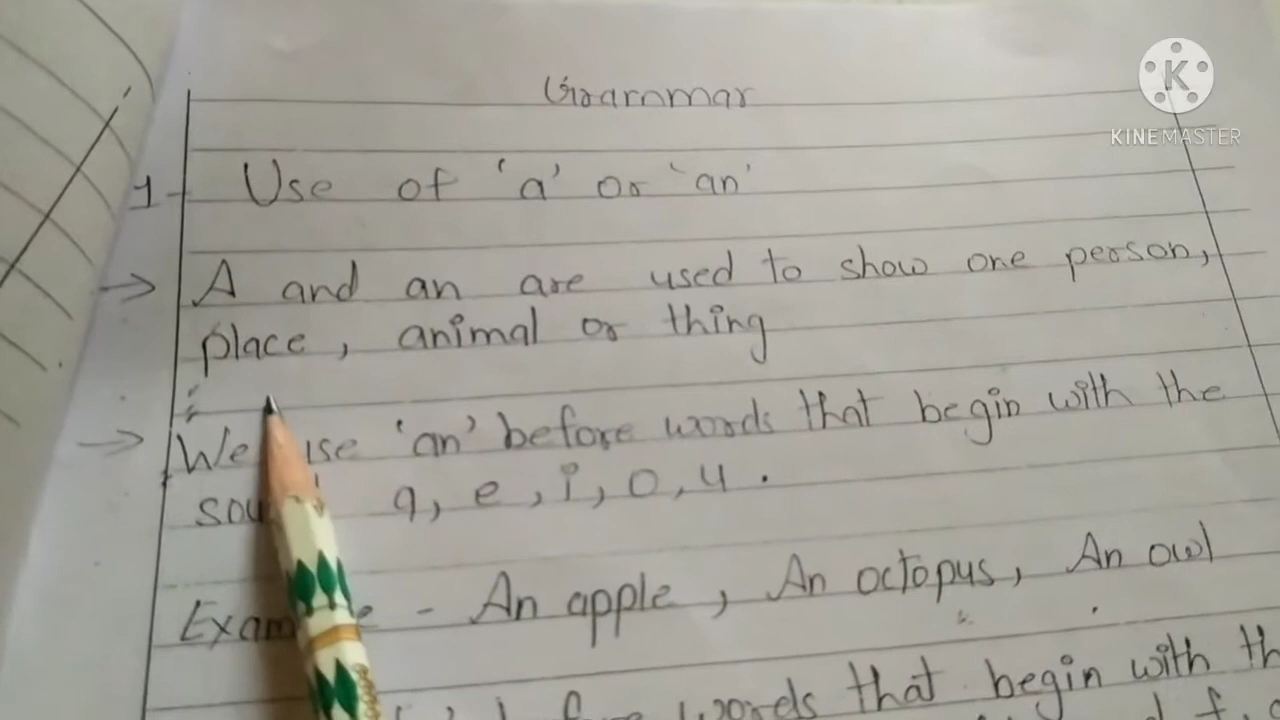 Grammar
KINEMASTER
1- Use of 'a' or 'an'
→ A and an are used to show one person,
place, animal or thing
→ We use 'an' before words that begin with the
a, e, i, o, u.
- An apple, An octopus, An owl
words that begin with